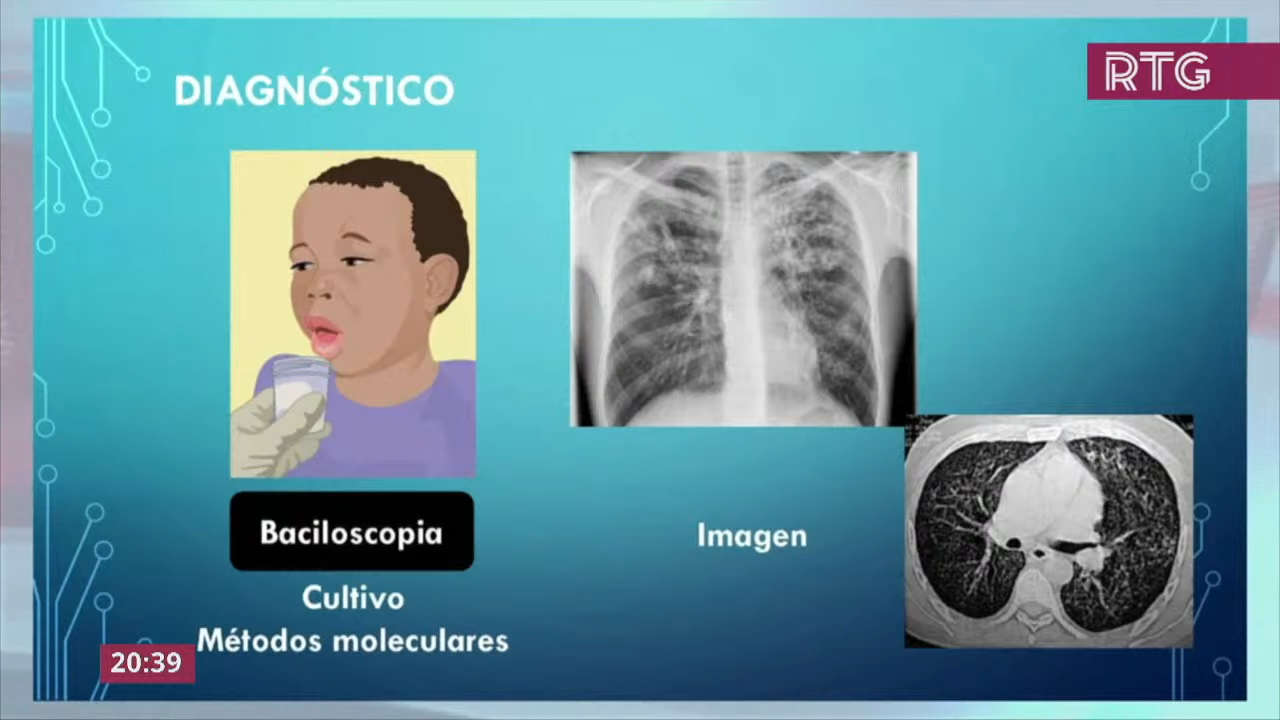 DIAGNÓSTICO
RTG
Baciloscopia
Cultivo
Métodos moleculares
Imagen
20:39